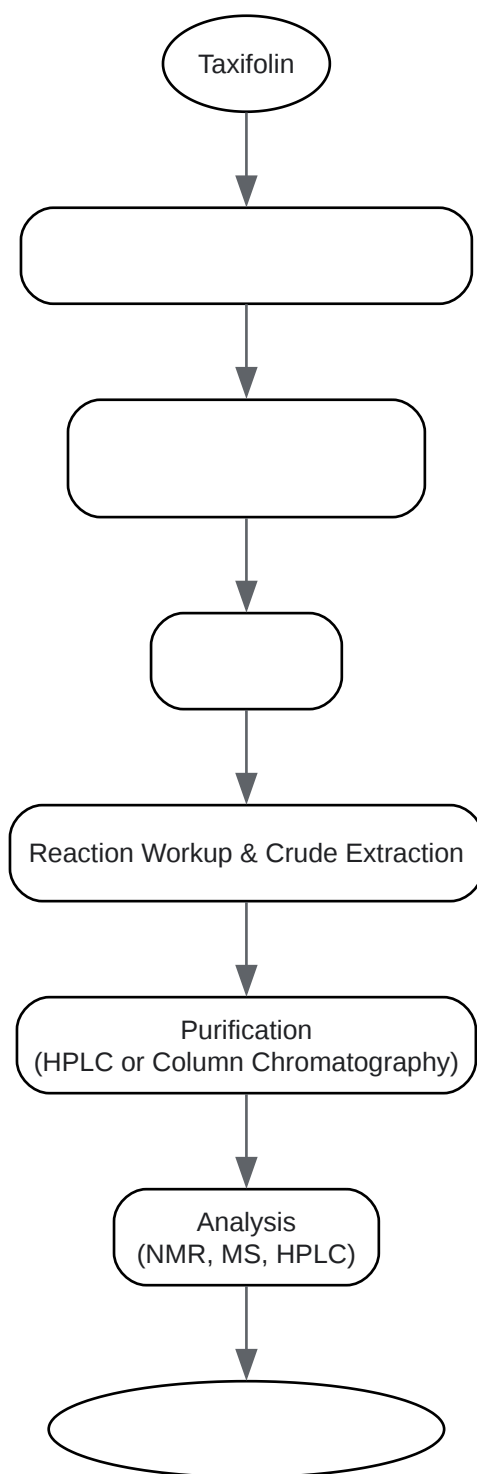 Taxifolin
Reaction Workup & Crude Extraction
Purification
(HPLC or Column Chromatography)
Analysis
(NMR, MS, HPLC)